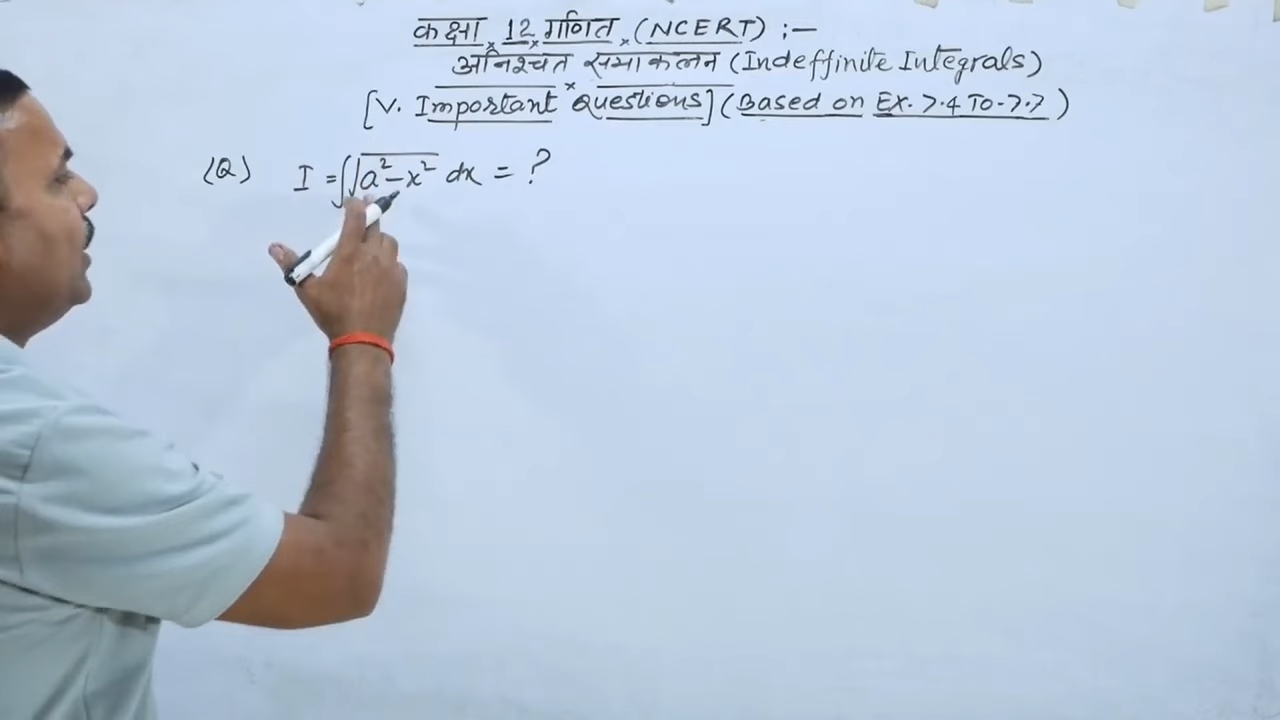 कक्षा 12 गणित (NCERT) :-
अनिश्चत समाकलन (Indeffinite Integrals)
[V. Important Questions] (Based on Ex. 7.4 To-7.7)
(Q) I = ∫√a²-x² dx = ?